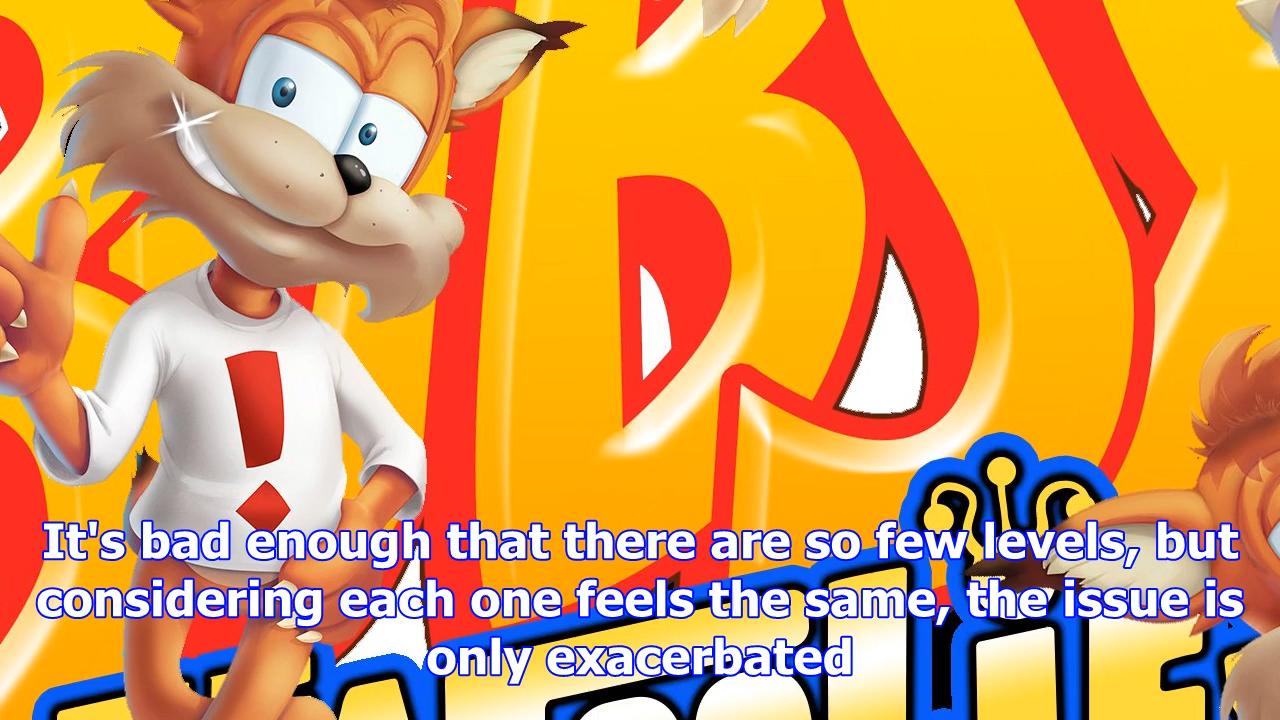 BS
!
It's bad enough that there are so few levels, but
considering each one feels the same, the issue is
only exacerbated